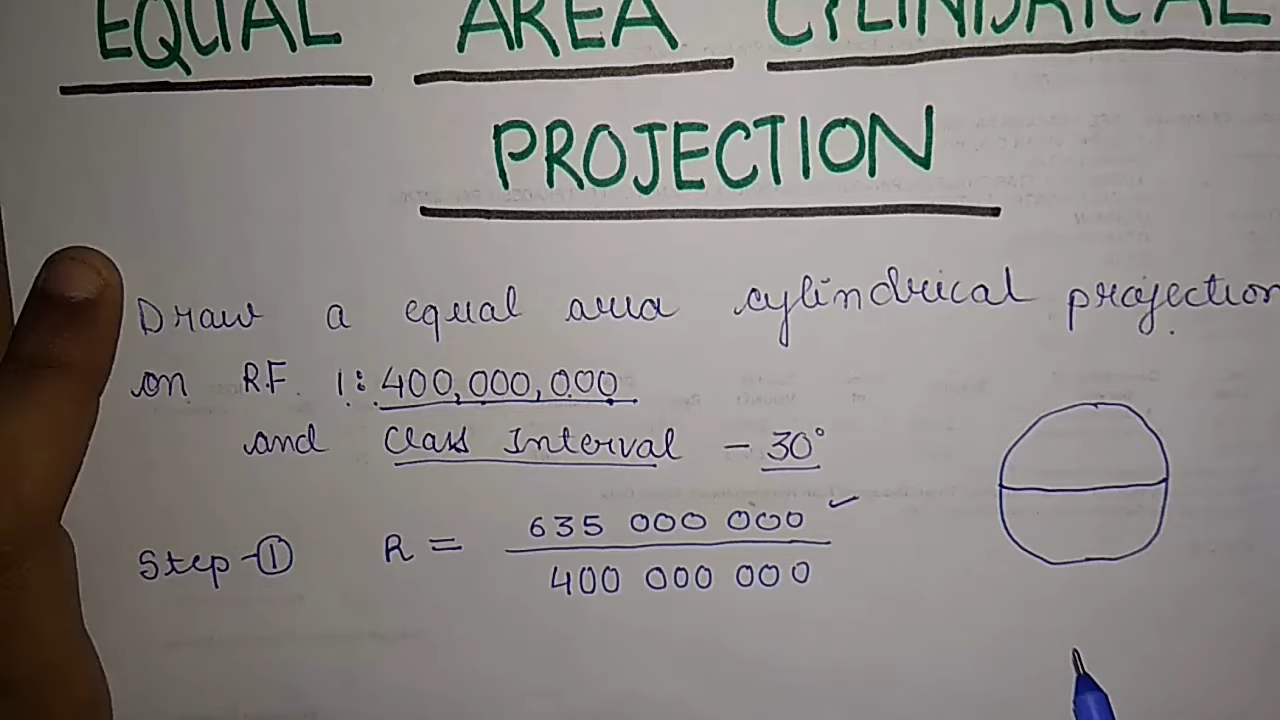 EQUAL AREA CYLINDRICAL
PROJECTION
Draw a equal area cylindrical projection
on R.F. 1:400,000,000
and Class Interval - 30°
Step-① R = 635 000 000
400 000 000